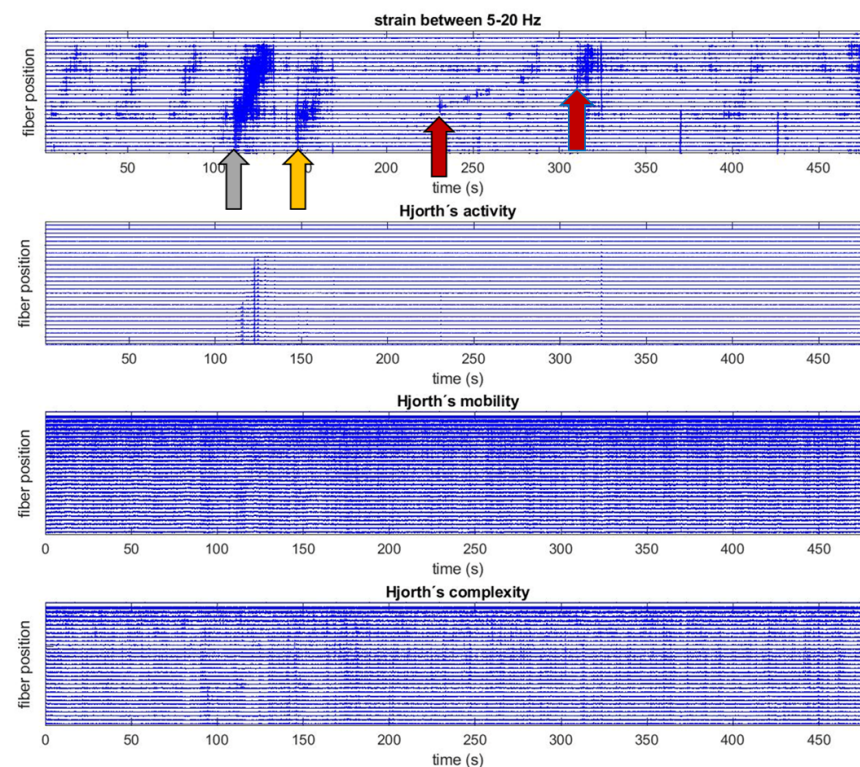 strain between 5-20 Hz
fiber position
50 100 150 200 250 300 350 400 450
time (s)
Hjorth´s activity
fiber position
50 100 150 200 250 300 350 400 450
time (s)
Hjorth´s mobility
fiber position
0 50 100 150 200 250 300 350 400 450
time (s)
Hjorth´s complexity
fiber position
0 50 100 150 200 250 300 350 400 450
time (s)